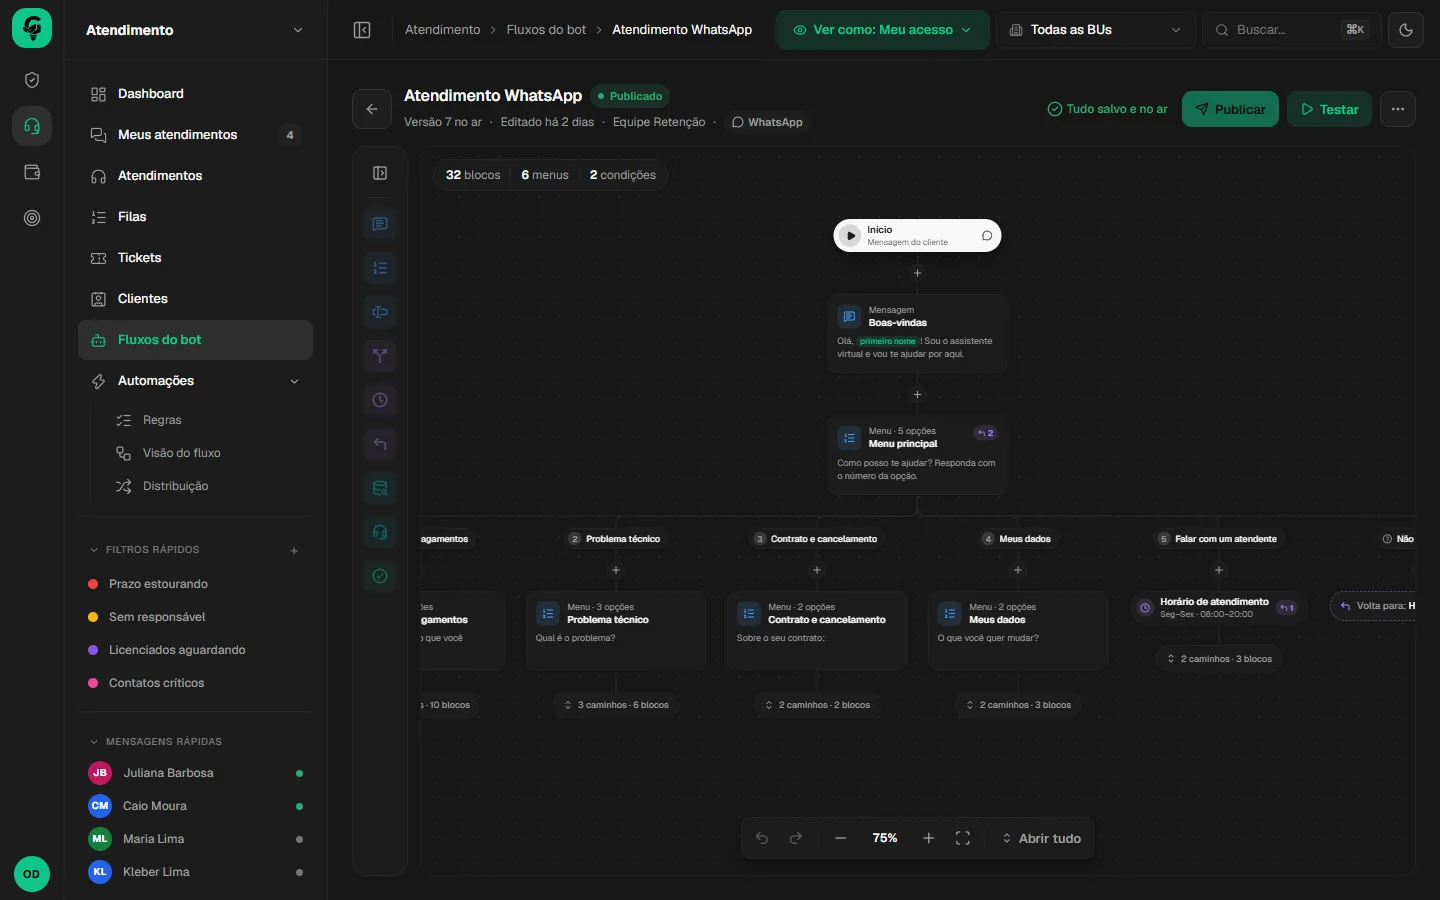 Atendimento
Atendimento
Fluxos do bot
Atendimento WhatsApp
Ver como: Meu acesso
Todas as BUs
Buscar...
⌘K
Dashboard
Meus atendimentos
4
Atendimentos
Filas
Tickets
Clientes
Fluxos do bot
Automações
Regras
Visão do fluxo
Distribuição
FILTROS RÁPIDOS
Prazo estourando
Sem responsável
Licenciados aguardando
Contatos críticos
MENSAGENS RÁPIDAS
JB Juliana Barbosa
CM Caio Moura
ML Maria Lima
KL Kleber Lima
OD
Atendimento WhatsApp
Publicado
Versão 7 no ar · Editado há 2 dias · Equipe Retenção · WhatsApp
Tudo salvo e no ar
Publicar
Testar
32 blocos
6 menus
2 condições
Início
Mensagem do cliente
Mensagem
Boas-vindas
Olá, primeiro nome ! Sou o assistente
virtual e vou te ajudar por aqui.
Menu · 5 opções
Menu principal
2
Como posso te ajudar? Responda com
o número da opção.
agamentos
2 Problema técnico
3 Contrato e cancelamento
4 Meus dados
5 Falar com um atendente
Não
ões
gamentos
o que você
s · 10 blocos
Menu · 3 opções
Problema técnico
Qual é o problema?
3 caminhos · 6 blocos
Menu · 2 opções
Contrato e cancelamento
Sobre o seu contrato:
2 caminhos · 2 blocos
Menu · 2 opções
Meus dados
O que você quer mudar?
2 caminhos · 3 blocos
Horário de atendimento
Seg–Sex · 08:00–20:00
1
2 caminhos · 3 blocos
Volta para: H
75%
Abrir tudo